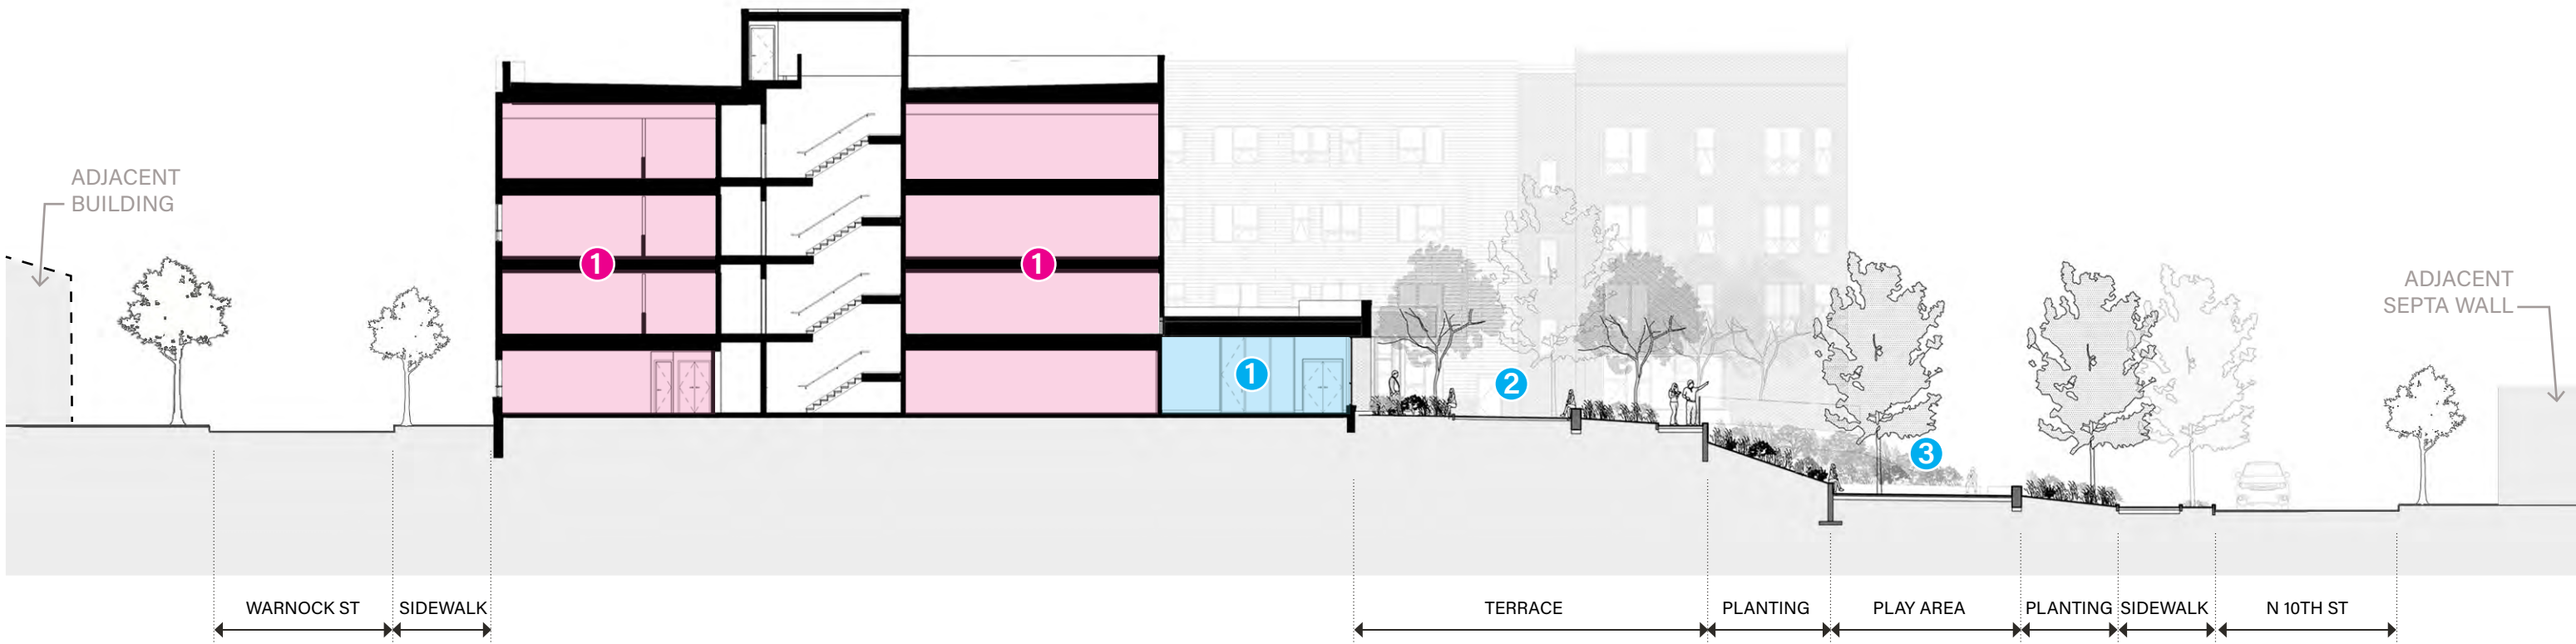 ADJACENT
BUILDING
1
1
1
2
3
ADJACENT
SEPTA WALL
WARNOCK ST
SIDEWALK
TERRACE
PLANTING
PLAY AREA
PLANTING
SIDEWALK
N 10TH ST